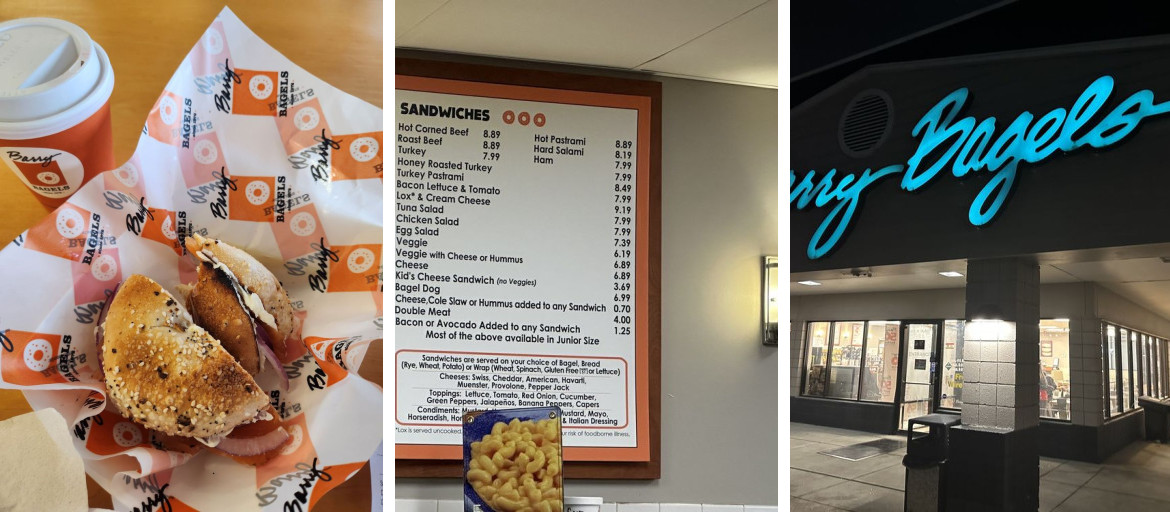 Barry
BAGELS
Barry
BAGELS
SANDWICHES
Hot Corned Beef 8.89 Hot Pastrami 8.89
Roast Beef 8.89 Hard Salami 8.19
Turkey 7.99 Ham 7.99
Honey Roasted Turkey 7.99
Turkey Pastrami 8.49
Bacon Lettuce & Tomato 7.99
Lox* & Cream Cheese 9.19
Tuna Salad 7.99
Chicken Salad 7.99
Egg Salad 7.39
Veggie 6.19
Veggie with Cheese or Hummus 6.89
Cheese 6.89
Kid's Cheese Sandwich (no Veggies) 3.69
Bagel Dog 6.99
Cheese,Cole Slaw or Hummus added to any Sandwich 0.70
Double Meat 4.00
Bacon or Avocado Added to any Sandwich 1.25
Most of the above available in Junior Size
Sandwiches are served on your choice of Bagel, Bread
(Rye, Wheat, Potato) or Wrap (Wheat, Spinach, Gluten Free or Lettuce)
Cheeses: Swiss, Cheddar, American, Havarti,
Muenster, Provolone, Pepper Jack
Toppings: Lettuce, Tomato, Red Onion, Cucumber,
Green Peppers, Jalapeños, Banana Peppers, Capers
Condiments: Mustard, Mayo,
Horseradish, & Italian Dressing
*Lox is served uncooked. your risk of foodborne illness.
rry Bagels